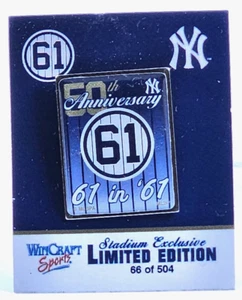 61 NY
50th
NY
Anniversary
61
61 in '61
WINCRAFT Stadium Exclusive
Sports LIMITED EDITION
66 of 504